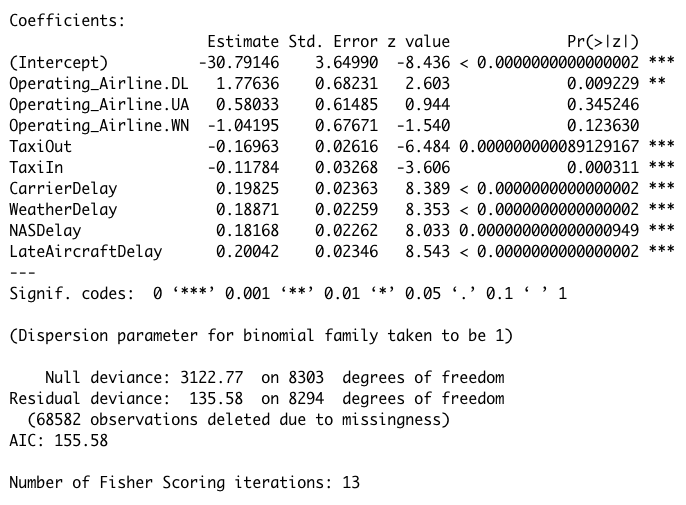 Coefficients:
                     Estimate Std. Error z value             Pr(>|z|)
(Intercept)         -30.79146    3.64990  -8.436 < 0.0000000000000002 ***
Operating_Airline.DL  1.77636    0.68231   2.603             0.009229 **
Operating_Airline.UA  0.58033    0.61485   0.944             0.345246
Operating_Airline.WN -1.04195    0.67671  -1.540             0.123630
TaxiOut              -0.16963    0.02616  -6.484 0.000000000089129167 ***
TaxiIn               -0.11784    0.03268  -3.606             0.000311 ***
CarrierDelay          0.19825    0.02363   8.389 < 0.0000000000000002 ***
WeatherDelay          0.18871    0.02259   8.353 < 0.0000000000000002 ***
NASDelay              0.18168    0.02262   8.033 0.000000000000000949 ***
LateAircraftDelay     0.20042    0.02346   8.543 < 0.0000000000000002 ***
---
Signif. codes:  0 ‘***’ 0.001 ‘**’ 0.01 ‘*’ 0.05 ‘.’ 0.1 ‘ ’ 1
(Dispersion parameter for binomial family taken to be 1)
    Null deviance: 3122.77  on 8303  degrees of freedom
Residual deviance:  135.58  on 8294  degrees of freedom
  (68582 observations deleted due to missingness)
AIC: 155.58
Number of Fisher Scoring iterations: 13